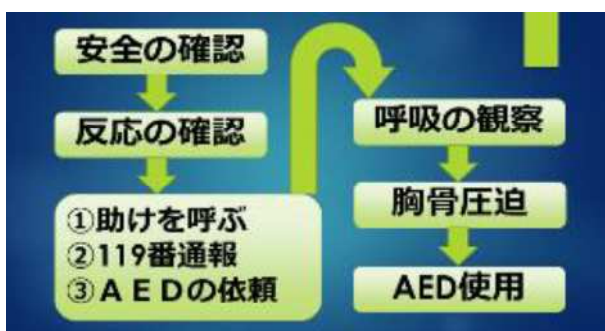 安全の確認
反応の確認
①助けを呼ぶ
②119番通報
③ＡＥＤの依頼
呼吸の観察
胸骨圧迫
AED使用